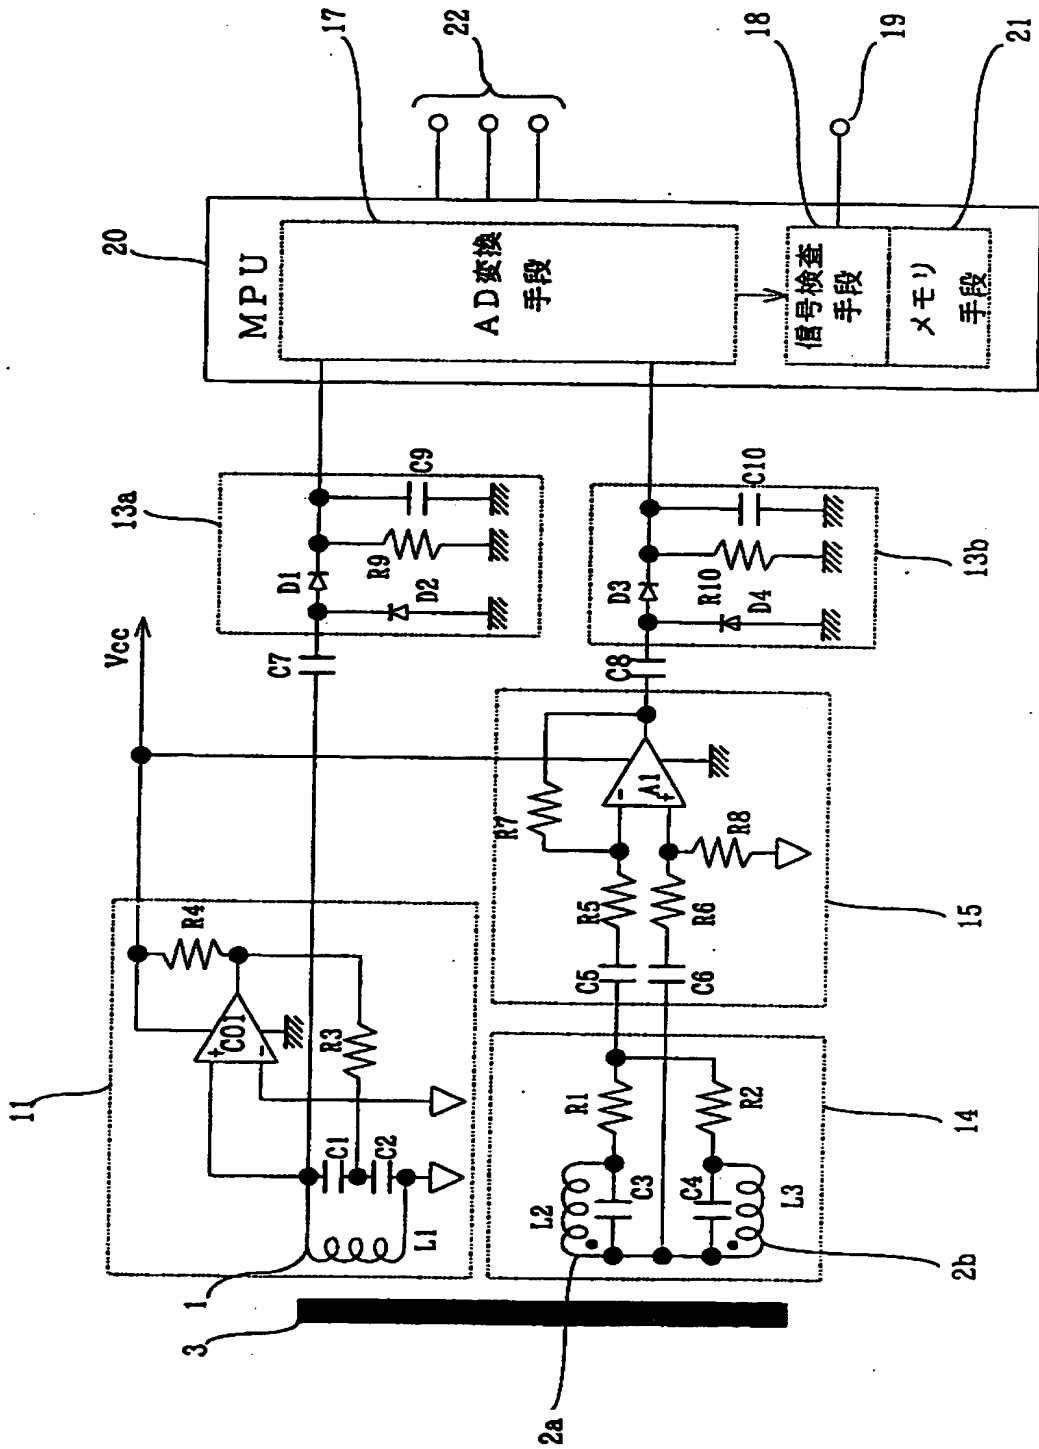 11
1
3
L1
C1
C2
R3
R4
CO1
+
-
Vcc
C7
13a
D1
D2
R9
C9
20
MPU
AD変換
手段
17
22
信号検査
手段
18
19
メモリ
手段
21
2a
L2
C3
R1
C4
R2
L3
2b
14
C5
R5
C6
R6
R7
R8
-
A1
+
15
C8
D3
D4
R10
C10
13b